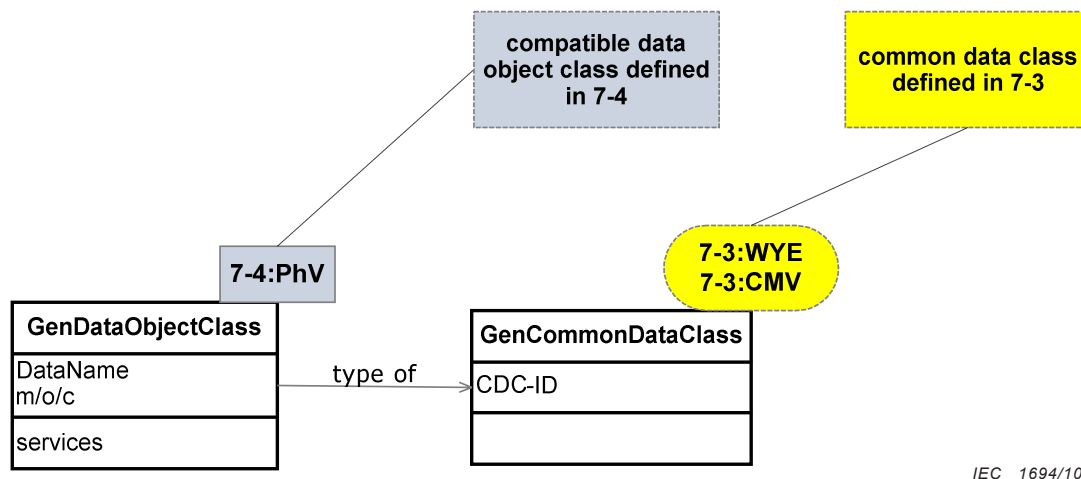 compatible data
object class defined
in 7-4
common data class
defined in 7-3
7-4:PhV
7-3:WYE
7-3:CMV
GenDataObjectClass
DataName
m/o/c
services
type of
GenCommonDataClass
CDC-ID
IEC 1694/10